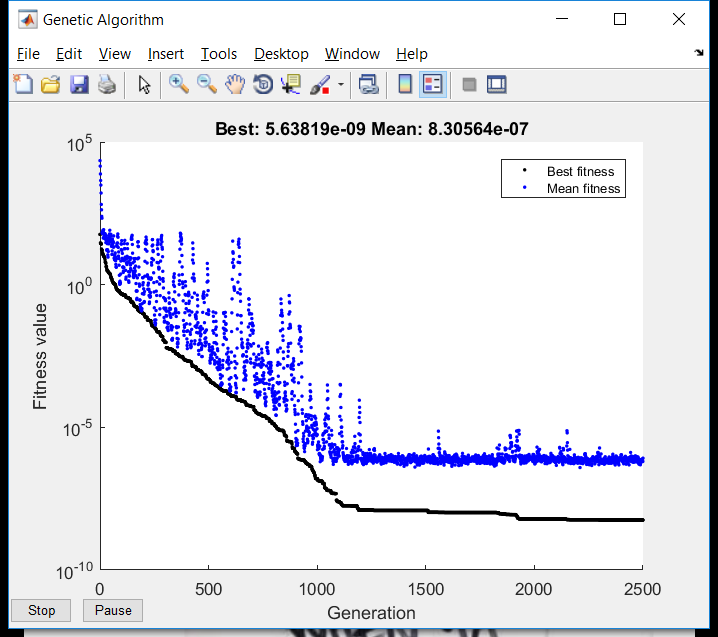 Genetic Algorithm
File Edit View Insert Tools Desktop Window Help
Best: 5.63819e-09 Mean: 8.30564e-07
10^5
10^0
10^-5
10^-10
Fitness value
Best fitness
Mean fitness
0 500 1000 1500 2000 2500
Generation
Stop Pause